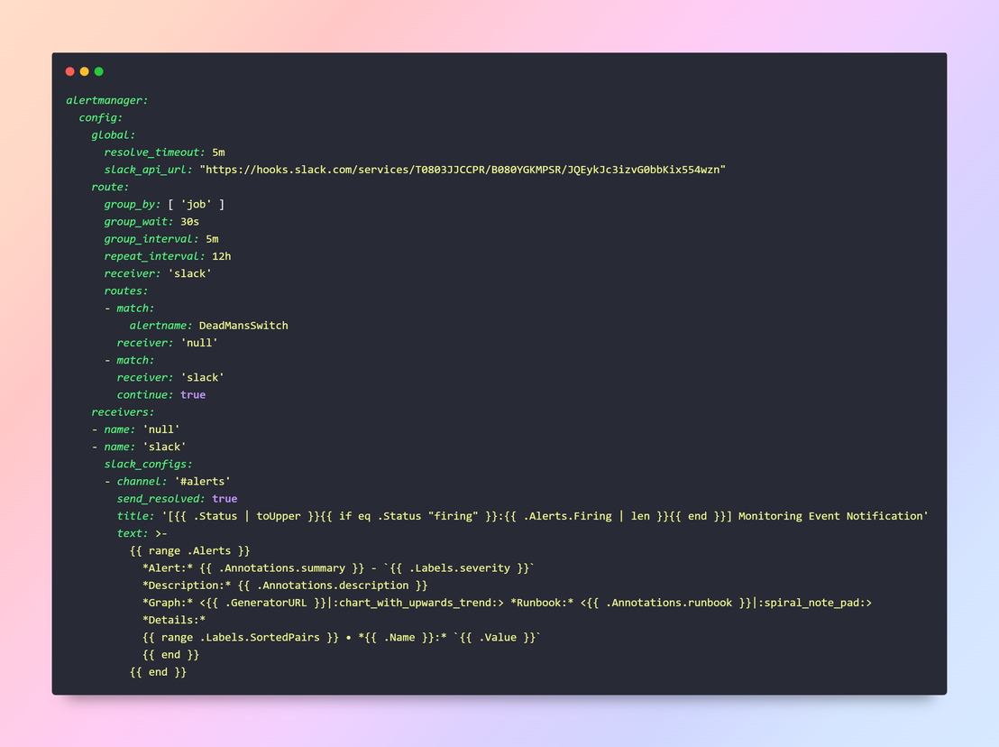 alertmanager:
  config:
    global:
      resolve_timeout: 5m
      slack_api_url: "https://hooks.slack.com/services/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"
    route:
      group_by: [ 'job' ]
      group_wait: 30s
      group_interval: 5m
      repeat_interval: 12h
      receiver: 'slack'
      routes:
      - match:
          alertname: DeadMansSwitch
        receiver: 'null'
      - match:
        receiver: 'slack'
        continue: true
    receivers:
    - name: 'null'
    - name: 'slack'
      slack_configs:
      - channel: '#alerts'
        send_resolved: true
        title: '[{{ .Status | toUpper }}{{ if eq .Status "firing" }}:{{ .Alerts.Firing | len }}{{ end }}] Monitoring Event Notification'
        text: >-
          {{ range .Alerts }}
            *Alert:* {{ .Annotations.summary }} - `{{ .Labels.severity }}`
            *Description:* {{ .Annotations.description }}
            *Graph:* <{{ .GeneratorURL }}|:chart_with_upwards_trend:> *Runbook:* <{{ .Annotations.runbook }}|:spiral_note_pad:>
            *Details:*
            {{ range .Labels.SortedPairs }} • *{{ .Name }}:* `{{ .Value }}`
            {{ end }}
          {{ end }}